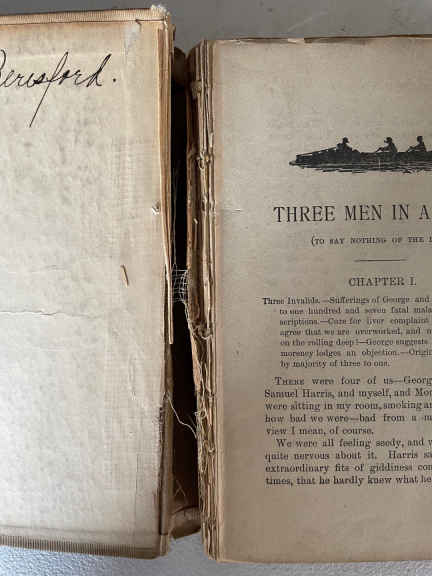 Beresford.
THREE MEN IN A
(TO SAY NOTHING OF THE
CHAPTER I.
Three Invalids.—Sufferings of George and
to one hundred and seven fatal mala
scriptions.—Cure for liver complaint
agree that we are overworked, and n
on the rolling deep!—George suggests
morency lodges an objection.—Origin
by majority of three to one.
THERE were four of us—Georg
Samuel Harris, and myself, and Mon
were sitting in my room, smoking an
how bad we were—bad from a m
view I mean, of course.
We were all feeling seedy, and w
quite nervous about it. Harris sa
extraordinary fits of giddiness com
times, that he hardly knew what he